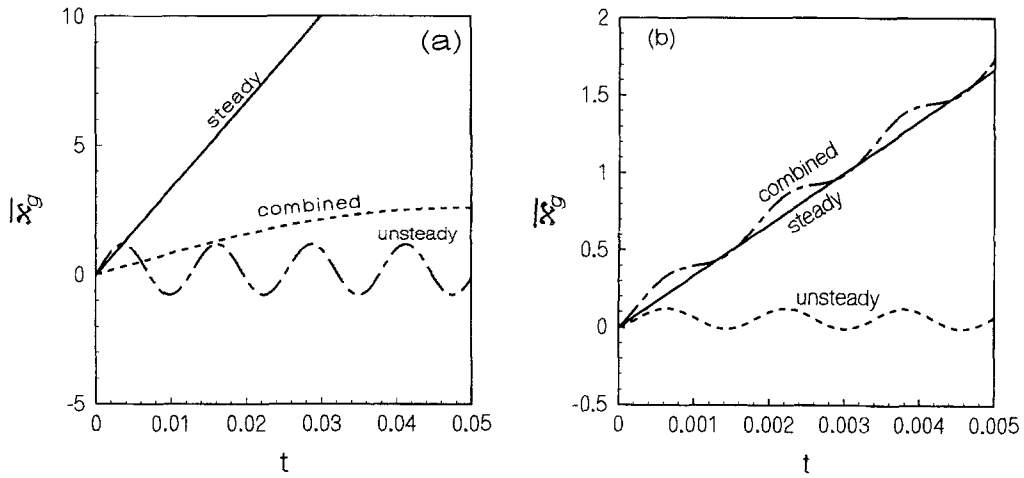 (a)
10
5
0
-5
x̄g
steady
combined
unsteady
0 0.01 0.02 0.03 0.04 0.05
t
(b)
2
1.5
1
0.5
0
-0.5
x̄g
combined
steady
unsteady
0 0.001 0.002 0.003 0.004 0.005
t